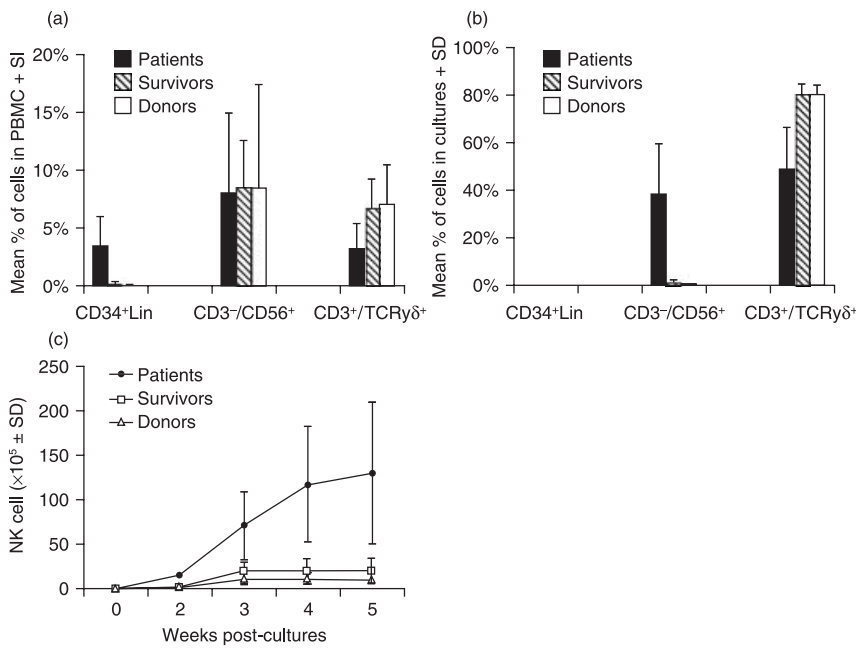 (a)
Mean % of cells in PBMC + SI
20%
15%
10%
5%
0%
Patients
Survivors
Donors
CD34⁺Lin
CD3⁻/CD56⁺
CD3⁺/TCRyδ⁺
(b)
Mean % of cells in cultures + SD
100%
80%
60%
40%
20%
0%
Patients
Survivors
Donors
CD34⁺Lin
CD3⁻/CD56⁺
CD3⁺/TCRyδ⁺
(c)
NK cell (×10⁵ ± SD)
250
200
150
100
50
0
Patients
Survivors
Donors
0 2 3 4 5
Weeks post-cultures